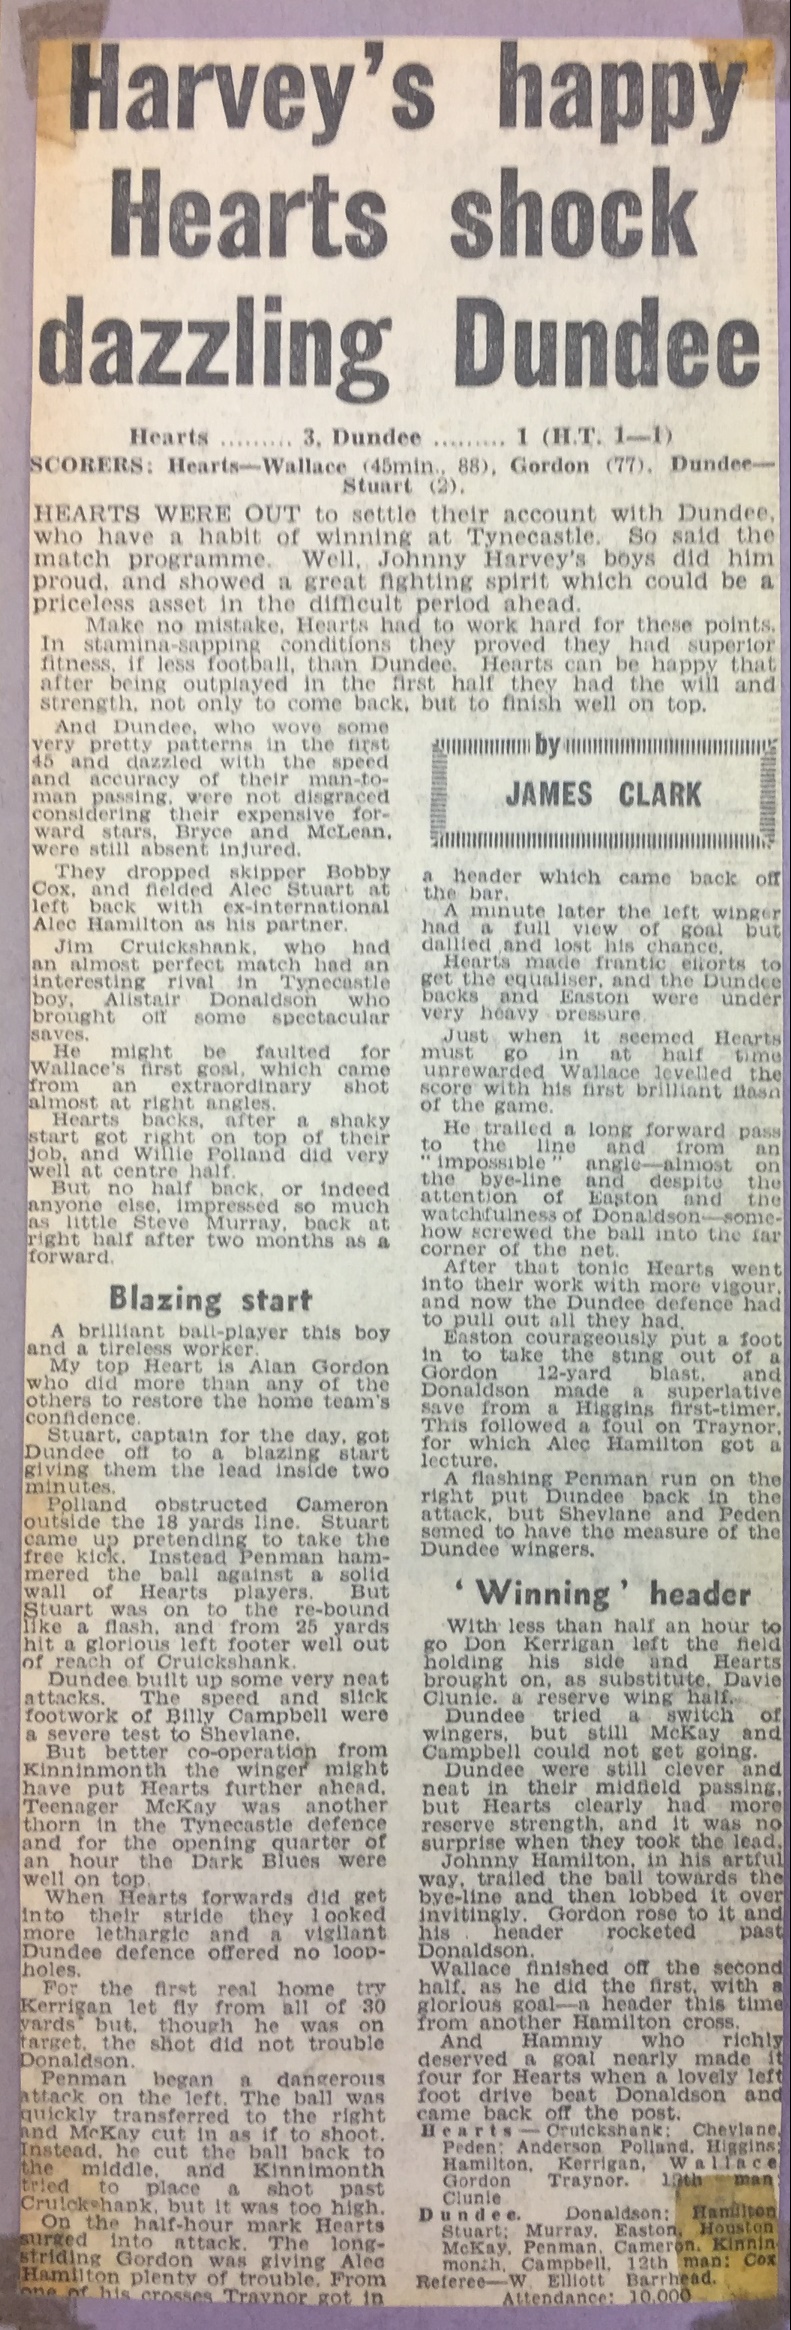 Harvey's happy
Hearts shock
dazzling Dundee
Hearts ......... 3, Dundee ......... 1 (H.T. 1—1)
SCORERS: Hearts—Wallace (45min., 88), Gordon (77). Dundee—
Stuart (2).
HEARTS WERE OUT to settle their account with Dundee,
who have a habit of winning at Tynecastle. So said the
match programme. Well, Johnny Harvey's boys did him
proud, and showed a great fighting spirit which could be a
priceless asset in the difficult period ahead.
Make no mistake, Hearts had to work hard for these points.
In stamina-sapping conditions they proved they had superior
fitness, if less football, than Dundee. Hearts can be happy that
after being outplayed in the first half they had the will and
strength, not only to come back, but to finish well on top.
And Dundee, who wove some
very pretty patterns in the first
45 and dazzled with the speed
and accuracy of their man-to-
man passing, were not disgraced
considering their expensive for-
ward stars, Bryce and McLean,
were still absent injured.
They dropped skipper Bobby
Cox, and fielded Alec Stuart at
left back with ex-international
Alec Hamilton as his partner.
Jim Cruickshank, who had
an almost perfect match had an
interesting rival in Tynecastle
boy, Alistair Donaldson who
brought off some spectacular
saves.
He might be faulted for
Wallace's first goal, which came
from an extraordinary shot
almost at right angles.
Hearts backs, after a shaky
start got right on top of their
job, and Willie Polland did very
well at centre half.
But no half back, or indeed
anyone else, impressed so much
as little Steve Murray, back at
right half after two months as a
forward.
Blazing start
A brilliant ball-player this boy
and a tireless worker.
My top Heart is Alan Gordon
who did more than any of the
others to restore the home team's
confidence.
Stuart, captain for the day, got
Dundee off to a blazing start
giving them the lead inside two
minutes.
Polland obstructed Cameron
outside the 18 yards line. Stuart
came up pretending to take the
free kick. Instead Penman ham-
mered the ball against a solid
wall of Hearts players. But
Stuart was on to the re-bound
like a flash, and from 25 yards
hit a glorious left footer well out
of reach of Cruickshank.
Dundee built up some very neat
attacks. The speed and slick
footwork of Billy Campbell were
a severe test to Shevlane.
But better co-operation from
Kinninmonth the winger might
have put Hearts further ahead.
Teenager McKay was another
thorn in the Tynecastle defence
and for the opening quarter of
an hour the Dark Blues were
well on top.
When Hearts forwards did get
into their stride they looked
more lethargic and a vigilant
Dundee defence offered no loop-
holes.
For the first real home try
Kerrigan let fly from all of 30
yards but, though he was on
target, the shot did not trouble
Donaldson.
Penman began a dangerous
attack on the left. The ball was
quickly transferred to the right
and McKay cut in as if to shoot.
Instead, he cut the ball back to
the middle, and Kinnimonth
tried to place a shot past
Cruickshank, but it was too high.
On the half-hour mark Hearts
surged into attack. The long-
striding Gordon was giving Alec
Hamilton plenty of trouble. From
one of his crosses Traynor got in
by
JAMES CLARK
a header which came back off
the bar.
A minute later the left winger
had a full view of goal but
dallied and lost his chance.
Hearts made frantic efforts to
get the equaliser, and the Dundee
backs and Easton were under
very heavy pressure.
Just when it seemed Hearts
must go in at half time
unrewarded Wallace levelled the
score with his first brilliant flash
of the game.
He trailed a long forward pass
to the line and from an
"impossible" angle—almost on
the bye-line and despite the
attention of Easton and the
watchfulness of Donaldson—some-
how screwed the ball into the far
corner of the net.
After that tonic Hearts went
into their work with more vigour,
and now the Dundee defence had
to pull out all they had.
Easton courageously put a foot
in to take the sting out of a
Gordon 12-yard blast, and
Donaldson made a superlative
save from a Higgins first-timer.
This followed a foul on Traynor,
for which Alec Hamilton got a
lecture.
A flashing Penman run on the
right put Dundee back in the
attack, but Shevlane and Peden
semed to have the measure of the
Dundee wingers.
'Winning' header
With less than half an hour to
go Don Kerrigan left the field
holding his side and Hearts
brought on, as substitute, Davie
Clunie, a reserve wing half.
Dundee tried a switch of
wingers, but still McKay and
Campbell could not get going.
Dundee were still clever and
neat in their midfield passing,
but Hearts clearly had more
reserve strength, and it was no
surprise when they took the lead.
Johnny Hamilton, in his artful
way, trailed the ball towards the
bye-line and then lobbed it over
invitingly. Gordon rose to it and
his header rocketed past
Donaldson.
Wallace finished off the second
half, as he did the first, with a
glorious goal—a header this time
from another Hamilton cross.
And Hammy who richly
deserved a goal nearly made it
four for Hearts when a lovely left
foot drive beat Donaldson and
came back off the post.
Hearts — Cruickshank; Chevlane,
Peden; Anderson Polland, Higgins;
Hamilton, Kerrigan, Wallace
Gordon Traynor. 12th man:
Clunie
Dundee. Donaldson; Hamilton
Stuart; Murray, Easton, Houston
McKay, Penman, Cameron, Kinnin-
month, Campbell, 12th man: Cox
Referee—W. Elliott Barrhead.
Attendance: 10,000